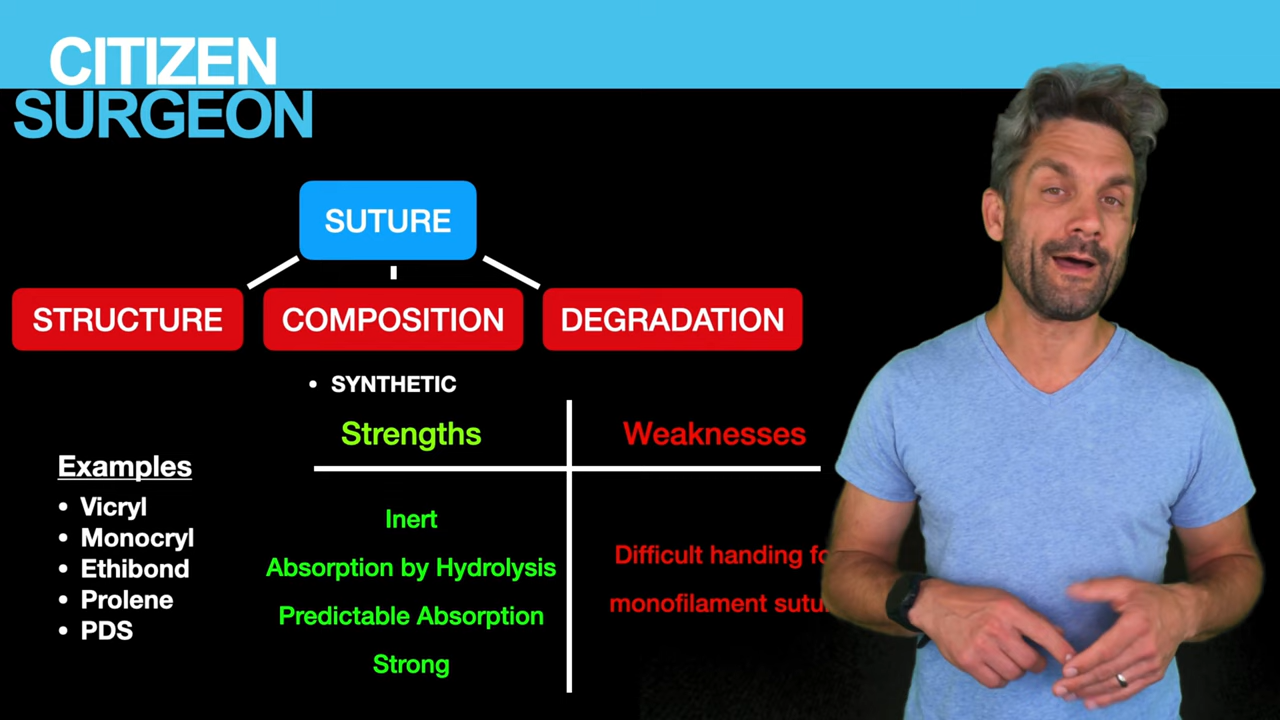 CITIZEN
SURGEON
SUTURE
STRUCTURE
COMPOSITION
DEGRADATION
• SYNTHETIC
Strengths
Weaknesses
Examples
• Vicryl
• Monocryl
• Ethibond
• Prolene
• PDS
Inert
Absorption by Hydrolysis
Predictable Absorption
Strong
Difficult handing
monofilament